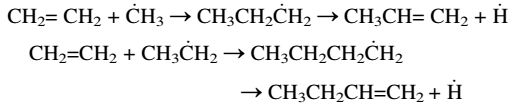 CH2= CH2 + ĊH3 → CH3CH2ĊH2 → CH3CH= CH2 + Ḣ
CH2=CH2 + CH3ĊH2 → CH3CH2CH2ĊH2
→ CH3CH2CH=CH2 + Ḣ